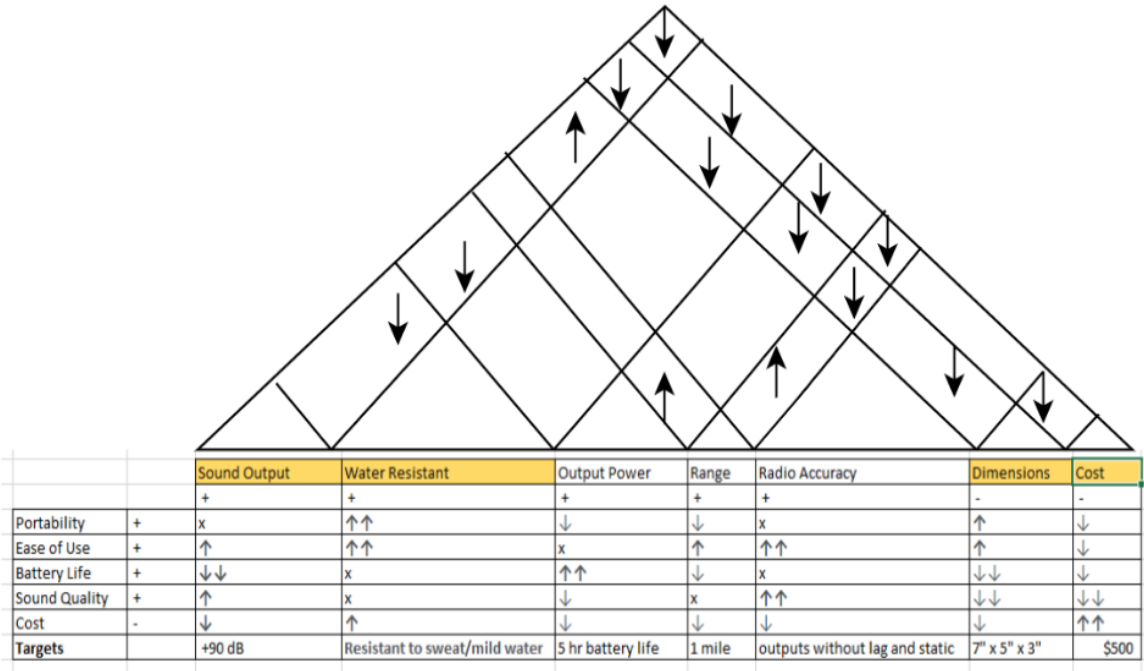 Sound Output Water Resistant Output Power Range Radio Accuracy Dimensions Cost
+ + + + + - -
Portability + x ↑↑ ↓ ↓ x ↑ ↓
Ease of Use + ↑ ↑↑ x ↑ ↑↑ ↑ ↓
Battery Life + ↓↓ x ↑↑ ↓ x ↓↓ ↓
Sound Quality + ↑ x ↓ x ↑↑ ↓↓ ↓↓
Cost - ↓ ↑ ↓ ↓ ↓ ↓ ↑↑
Targets +90 dB Resistant to sweat/mild water 5 hr battery life 1 mile outputs without lag and static 7" x 5" x 3" $500